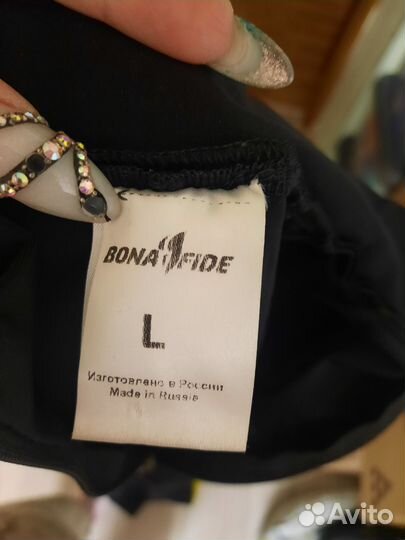 BONA FIDE
L
Изготовлено в России
Made in Russia
Avito